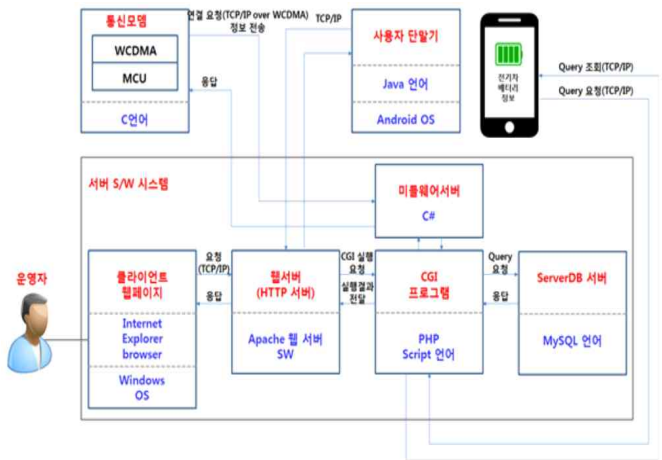 통신모뎀
WCDMA
MCU
C언어
연결 요청(TCP/IP over WCDMA)
정보 전송
응답
TCP/IP
사용자 단말기
Java 언어
Android OS
전기차
배터리
정보
Query 조회(TCP/IP)
Query 요청(TCP/IP)
서버 S/W 시스템
미플웨어서버
C#
운영자
플라이언트
웹페이지
Internet
Explorer
browser
Windows
OS
요청
(TCP/IP)
응답
웹서버
(HTTP 서버)
Apache 웹 서버
SW
CGI 실행
요청
실행결과
전달
CGI
프로그램
PHP
Script 언어
Query
요청
응답
ServerDB 서버
MySQL 언어